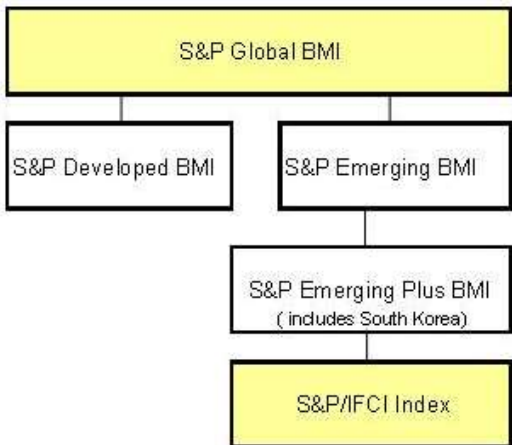 S&P Global BMI
S&P Developed BMI
S&P Emerging BMI
S&P Emerging Plus BMI
( includes South Korea)
S&P/IFCI Index